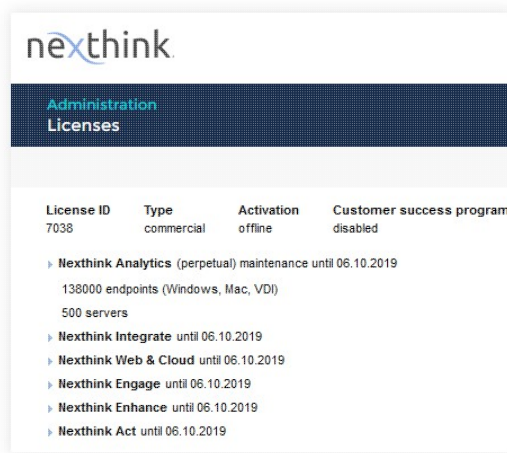 nexthink
Administration
Licenses
License ID Type Activation Customer success program
7038 commercial offline disabled
Nexthink Analytics (perpetual) maintenance until 06.10.2019
138000 endpoints (Windows, Mac, VDI)
500 servers
Nexthink Integrate until 06.10.2019
Nexthink Web & Cloud until 06.10.2019
Nexthink Engage until 06.10.2019
Nexthink Enhance until 06.10.2019
Nexthink Act until 06.10.2019